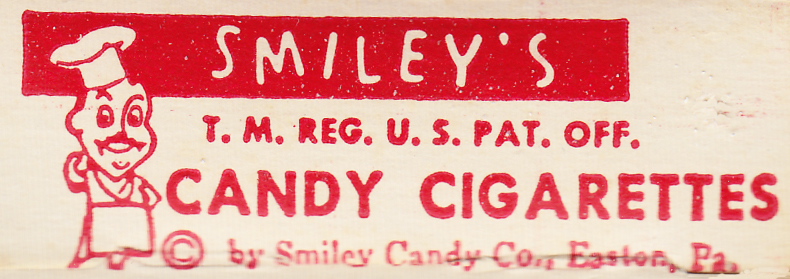 SMILEY'S
T. M. REG. U. S. PAT. OFF.
CANDY CIGARETTES
© by Smiley Candy Co., Easton, Pa.